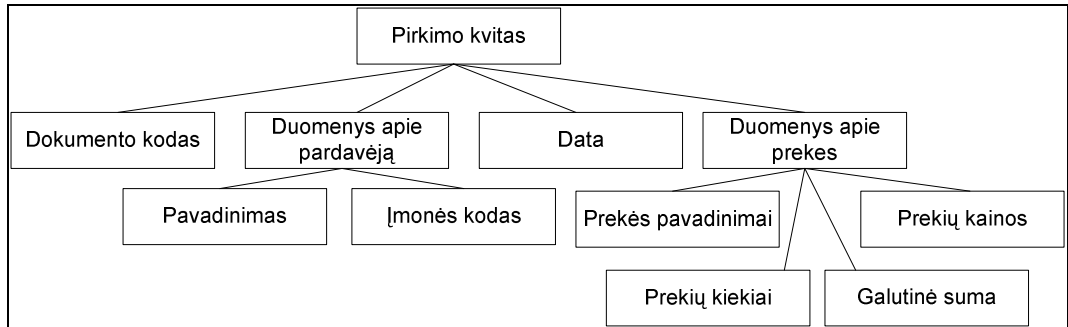 Pirkimo kvitas
Dokumento kodas
Duomenys apie
pardavėją
Data
Duomenys apie
prekes
Pavadinimas
Įmonės kodas
Prekės pavadinimai
Prekių kainos
Prekių kiekiai
Galutinė suma